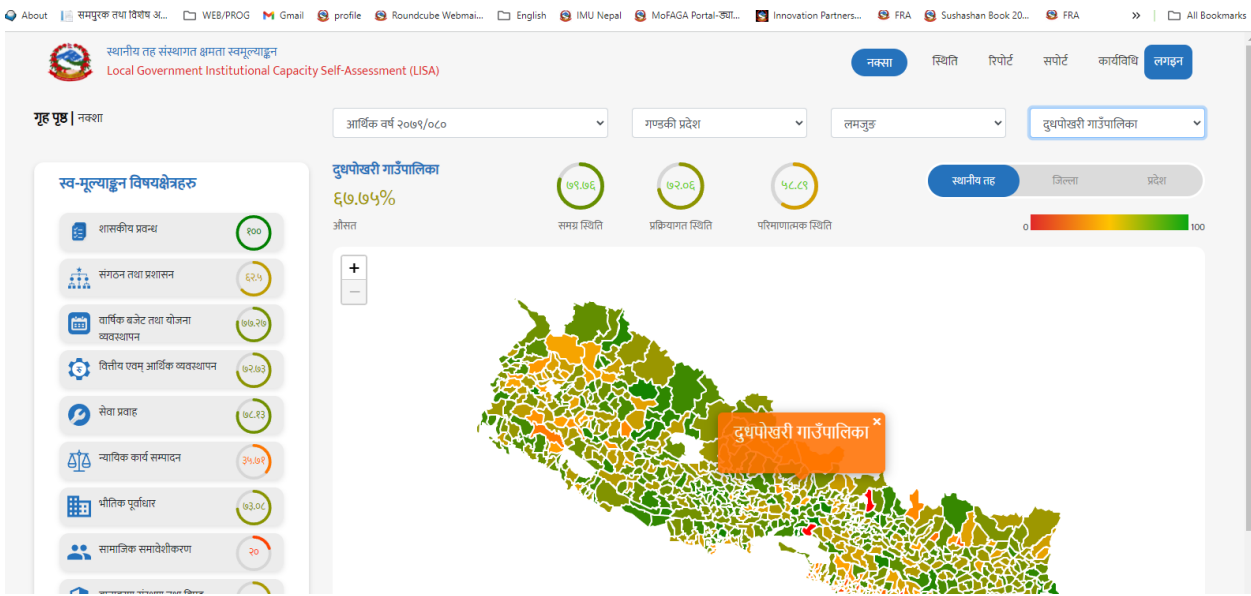 About समपुरक तथा विशेष अ... WEB/PROG Gmail profile Roundcube Webmai... English IMU Nepal MoFAGA Portal-ड्या... Innovation Partners... FRA Sushashan Book 20... FRA » All Bookmarks
स्थानीय तह संस्थागत क्षमता स्वमूल्याङ्कन
Local Government Institutional Capacity Self-Assessment (LISA)
नक्सा स्थिति रिपोर्ट सपोर्ट कार्यविधि लगइन
गृह पृष्ठ | नक्शा
आर्थिक वर्ष २०७९/०८० गण्डकी प्रदेश लमजुङ दुधपोखरी गाउँपालिका
स्व-मूल्याङ्कन विषयक्षेत्रहरु
शासकीय प्रवन्ध १००
संगठन तथा प्रशासन ६२.५
वार्षिक बजेट तथा योजना
व्यवस्थापन ७७.२७
वित्तीय एवम् आर्थिक व्यवस्थापन ७२.७३
सेवा प्रवाह ७८.१३
न्यायिक कार्य सम्पादन ३५.७१
भौतिक पूर्वाधार ७३.०८
सामाजिक समावेशीकरण २०
दुधपोखरी गाउँपालिका
६७.७५%
औसत
७९.७६ ७२.०६ ५८.८९
समग्र स्थिति प्रक्रियागत स्थिति परिमाणात्मक स्थिति
स्थानीय तह जिल्ला प्रदेश
0 100
+
−
दुधपोखरी गाउँपालिका ×